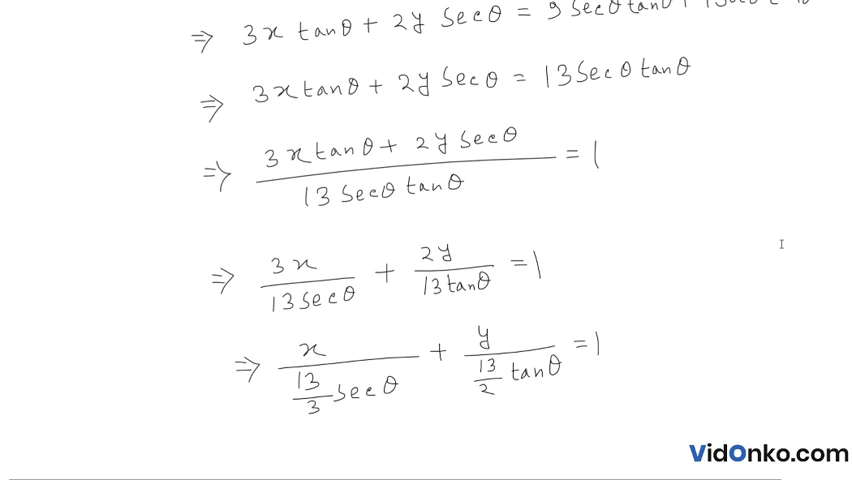 ⇒ 3x tanθ + 2y secθ = 9 secθ tanθ
⇒ 3x tanθ + 2y secθ = 13 secθ tanθ
⇒ (3x tanθ + 2y secθ)/(13 secθ tanθ) = 1
⇒ 3x/(13 secθ) + 2y/(13 tanθ) = 1
⇒ x/(13/3 secθ) + y/(13/2 tanθ) = 1
VidOnko.com